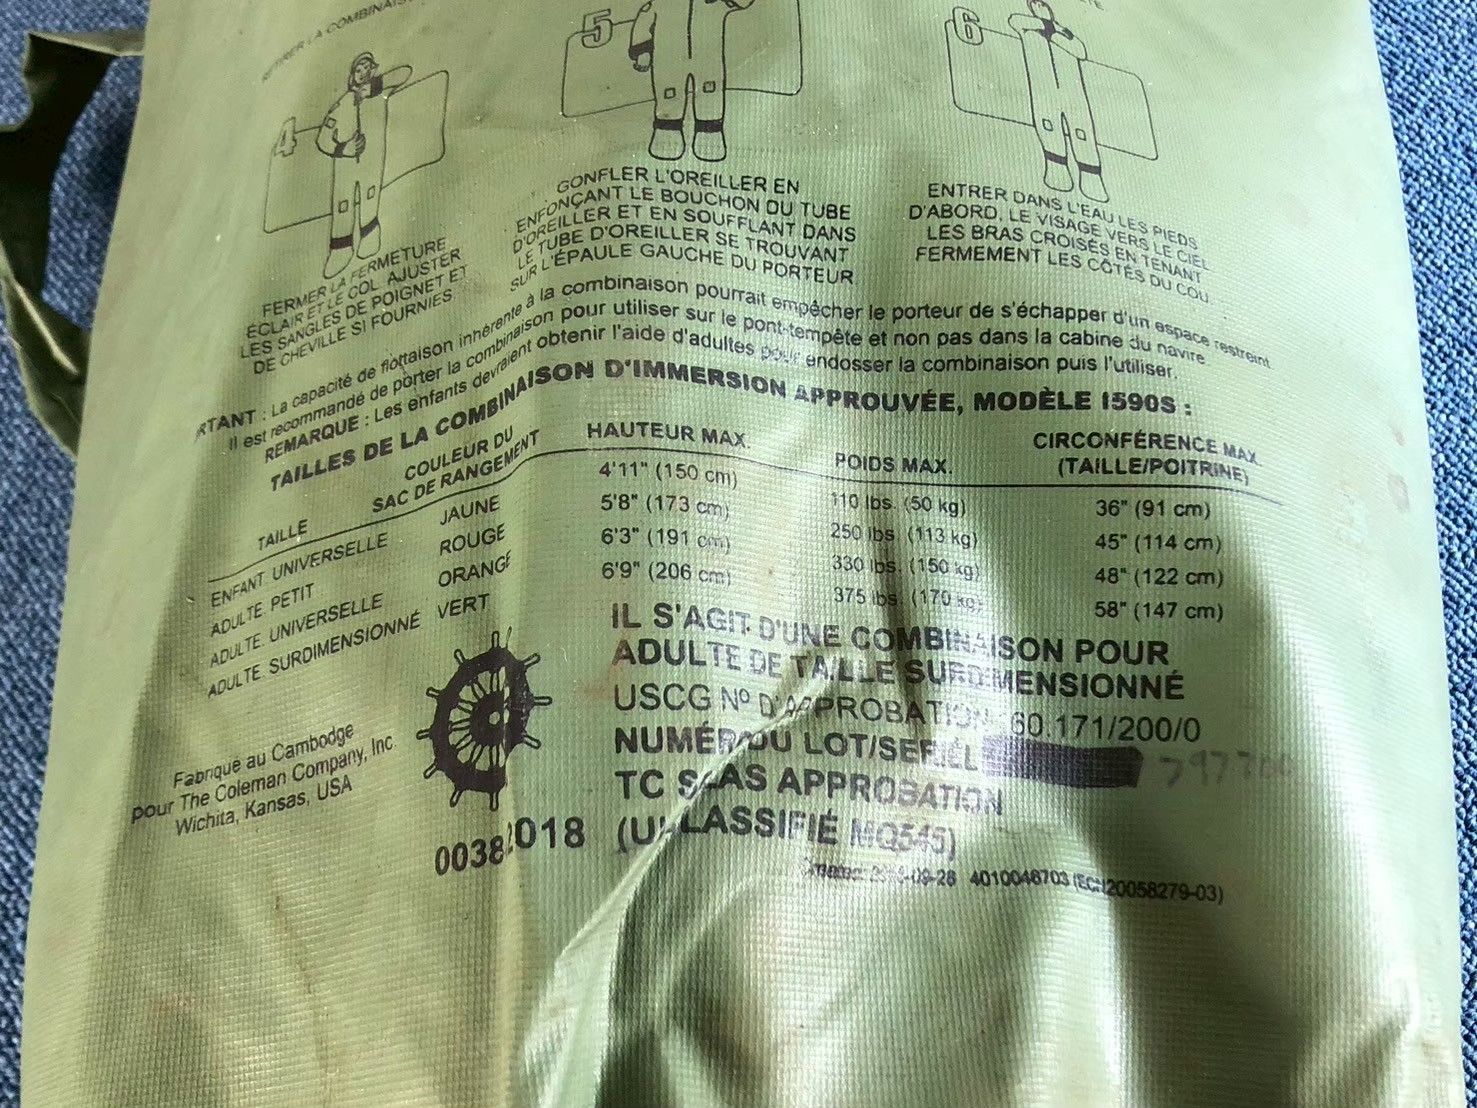 RETIRER LA
4
5
6
FERMER LA FERMETURE
ÉCLAIR ET LE COL. AJUSTER
LES SANGLES DE POIGNET ET
DE CHEVILLE SI FOURNIES.
GONFLER L'OREILLER EN
ENFONÇANT LE BOUCHON DU TUBE
D'OREILLER ET EN SOUFFLANT DANS
LE TUBE D'OREILLER SE TROUVANT
SUR L'ÉPAULE GAUCHE DU PORTEUR
ENTRER DANS L'EAU LES PIEDS
D'ABORD, LE VISAGE VERS LE CIEL
LES BRAS CROISÉS EN TENANT
FERMEMENT LES CÔTÉS DU COU.
: La capacité de flottaison inhérente à la combinaison pourrait empêcher le porteur de s'échapper d'un espace restreint
Il est recommandé de porter la combinaison pour utiliser sur le pont-tempête et non pas dans la cabine du navire.
REMARQUE : Les enfants devraient obtenir l'aide d'adultes pour endosser la combinaison puis l'utiliser.
TAILLES DE LA COMBINAISON D'IMMERSION APPROUVÉE, MODÈLE I590S :
TAILLE COULEUR DU SAC DE RANGEMENT HAUTEUR MAX. POIDS MAX. CIRCONFÉRENCE MAX. (TAILLE/POITRINE)
ENFANT UNIVERSELLE JAUNE 4'11" (150 cm) 110 lbs. (50 kg) 36" (91 cm)
ADULTE PETIT ROUGE 5'8" (173 cm) 250 lbs. (113 kg) 45" (114 cm)
ADULTE UNIVERSELLE ORANGE 6'3" (191 cm) 330 lbs. (150 kg) 48" (122 cm)
ADULTE SURDIMENSIONNÉ VERT 6'9" (206 cm) 375 lbs. (170 kg) 58" (147 cm)
IL S'AGIT D'UNE COMBINAISON POUR
ADULTE DE TAILLE SURDIMENSIONNÉ
USCG Nº D'APPROBATION 60.171/200/0
NUMÉRO DU LOT/SÉRIE
TC APPROBATION
MQ545)
Fabriqué au Cambodge
pour The Coleman Company, Inc.
Wichita, Kansas, USA
0038 2018
4010046703